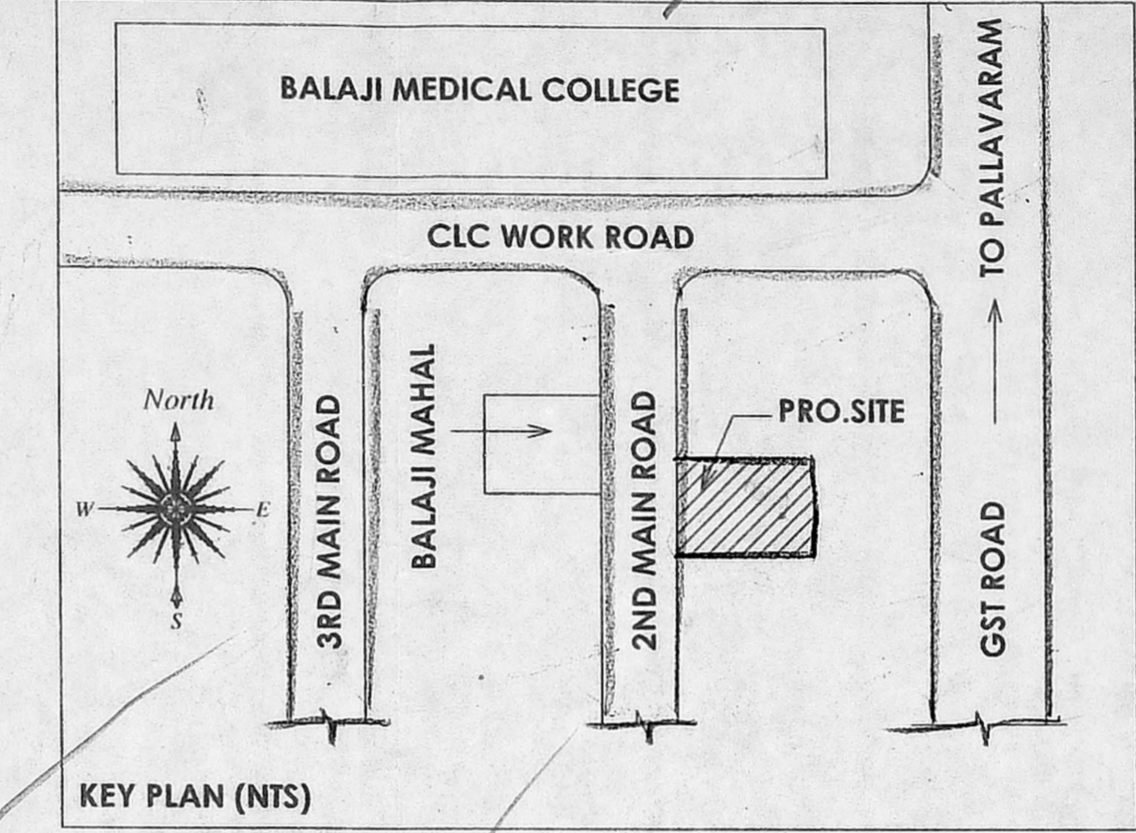 BALAJI MEDICAL COLLEGE
TO PALLAVARAM
CLC WORK ROAD
North
W
E
S
3RD MAIN ROAD
BALAJI MAHAL
2ND MAIN ROAD
PRO.SITE
GST ROAD
KEY PLAN (NTS)